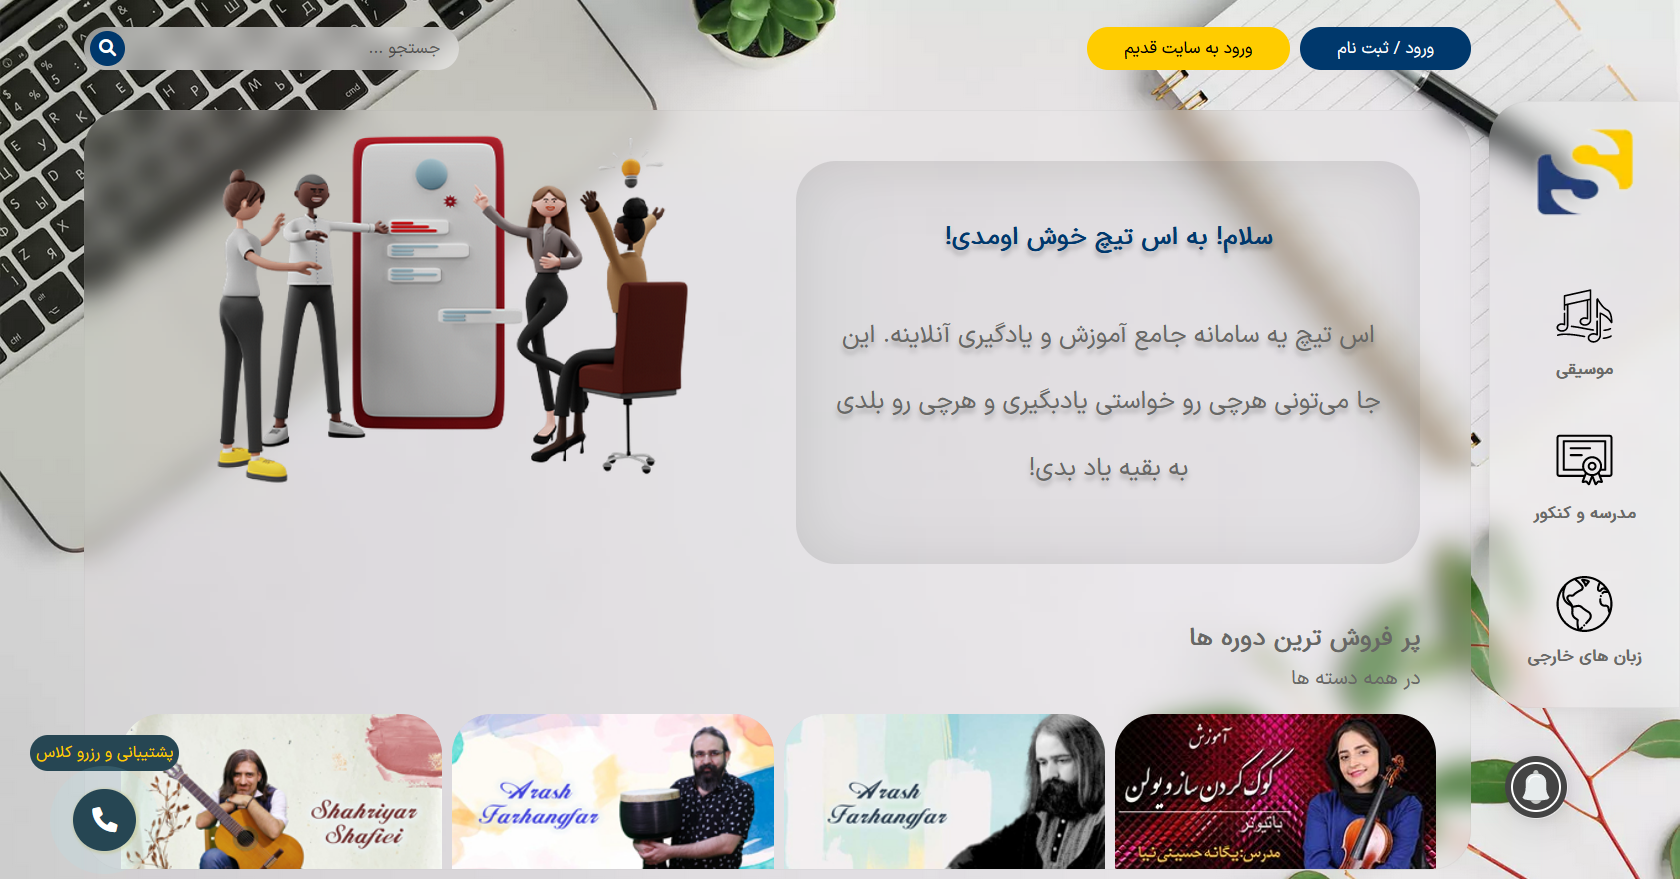 ورود / ثبت نام
ورود به سایت قدیم
جستجو ...
سلام! به اس تیچ خوش اومدی!
اس تیچ یه سامانه جامع آموزش و یادگیری آنلاینه. این
جا می‌تونی هرچی رو خواستی یادبگیری و هرچی رو بلدی
به بقیه یاد بدی!
موسیقی
مدرسه و کنکور
زبان های خارجی
پر فروش ترین دوره ها
در همه دسته ها
آموزش
کوک کردن ساز ویولن
با تیونر
مدرس: یگانه حسینی نیا
Arash
Farhangfar
Arash
Farhangfar
Shahriyar
Shafiei
پشتیبانی و رزرو کلاس